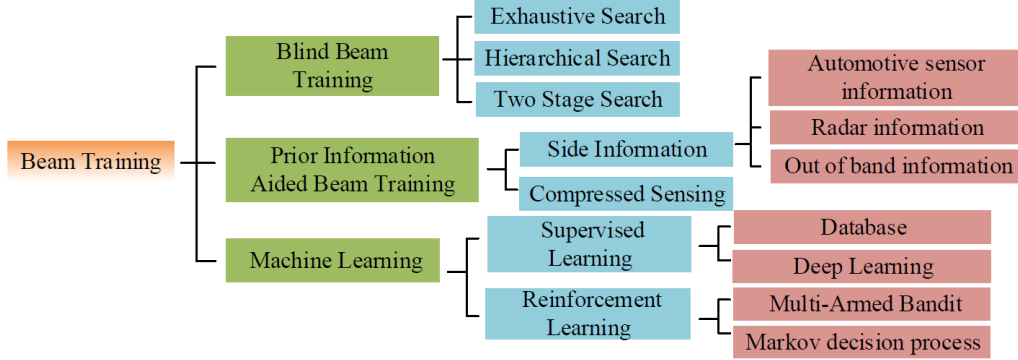 Beam Training
Blind Beam
Training
Exhaustive Search
Hierarchical Search
Two Stage Search
Prior Information
Aided Beam Training
Side Information
Automotive sensor
information
Radar information
Out of band information
Compressed Sensing
Machine Learning
Supervised
Learning
Database
Deep Learning
Reinforcement
Learning
Multi-Armed Bandit
Markov decision process